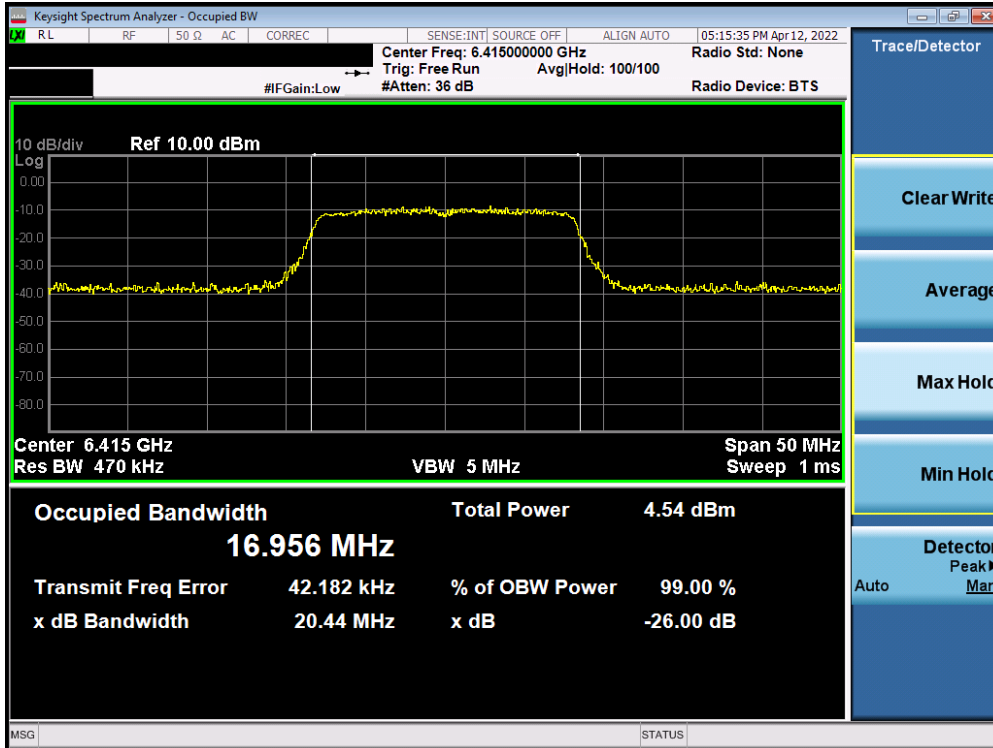 Keysight Spectrum Analyzer - Occupied BW
LXI RL RF 50 Ω AC CORREC SENSE:INT SOURCE OFF ALIGN AUTO 05:15:35 PM Apr 12, 2022
Center Freq: 6.415000000 GHz Radio Std: None
Trig: Free Run Avg|Hold: 100/100
#IFGain:Low #Atten: 36 dB Radio Device: BTS
10 dB/div Ref 10.00 dBm
Log
0.00
-10.0
-20.0
-30.0
-40.0
-50.0
-60.0
-70.0
-80.0
Center 6.415 GHz Span 50 MHz
Res BW 470 kHz VBW 5 MHz Sweep 1 ms
Occupied Bandwidth Total Power 4.54 dBm
16.956 MHz
Transmit Freq Error 42.182 kHz % of OBW Power 99.00 %
x dB Bandwidth 20.44 MHz x dB -26.00 dB
MSG STATUS
Trace/Detector
Clear Write
Average
Max Hold
Min Hold
Detector
Peak
Auto Man